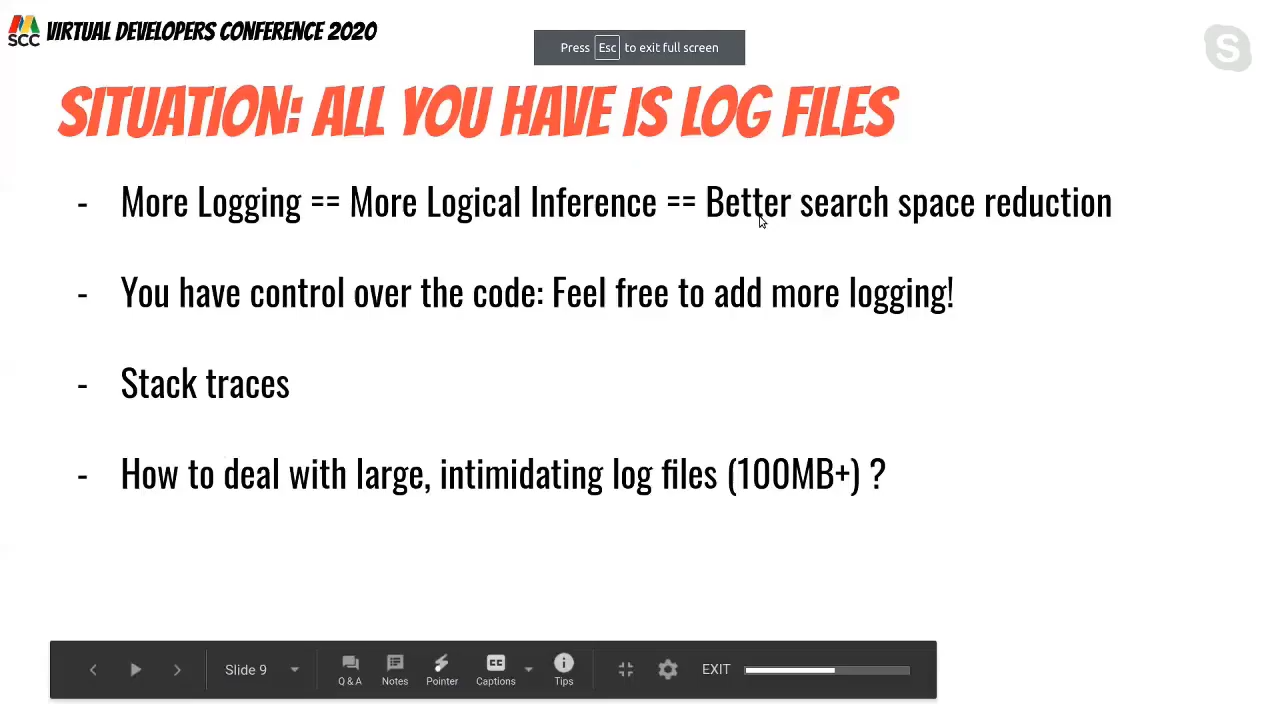 SCC VIRTUAL DEVELOPERS CONFERENCE 2020
Press Esc to exit full screen
S
SITUATION: ALL YOU HAVE IS LOG FILES
- More Logging == More Logical Inference == Better search space reduction
- You have control over the code: Feel free to add more logging!
- Stack traces
- How to deal with large, intimidating log files (100MB+) ?
Slide 9 Q & A Notes Pointer CC Captions Tips EXIT